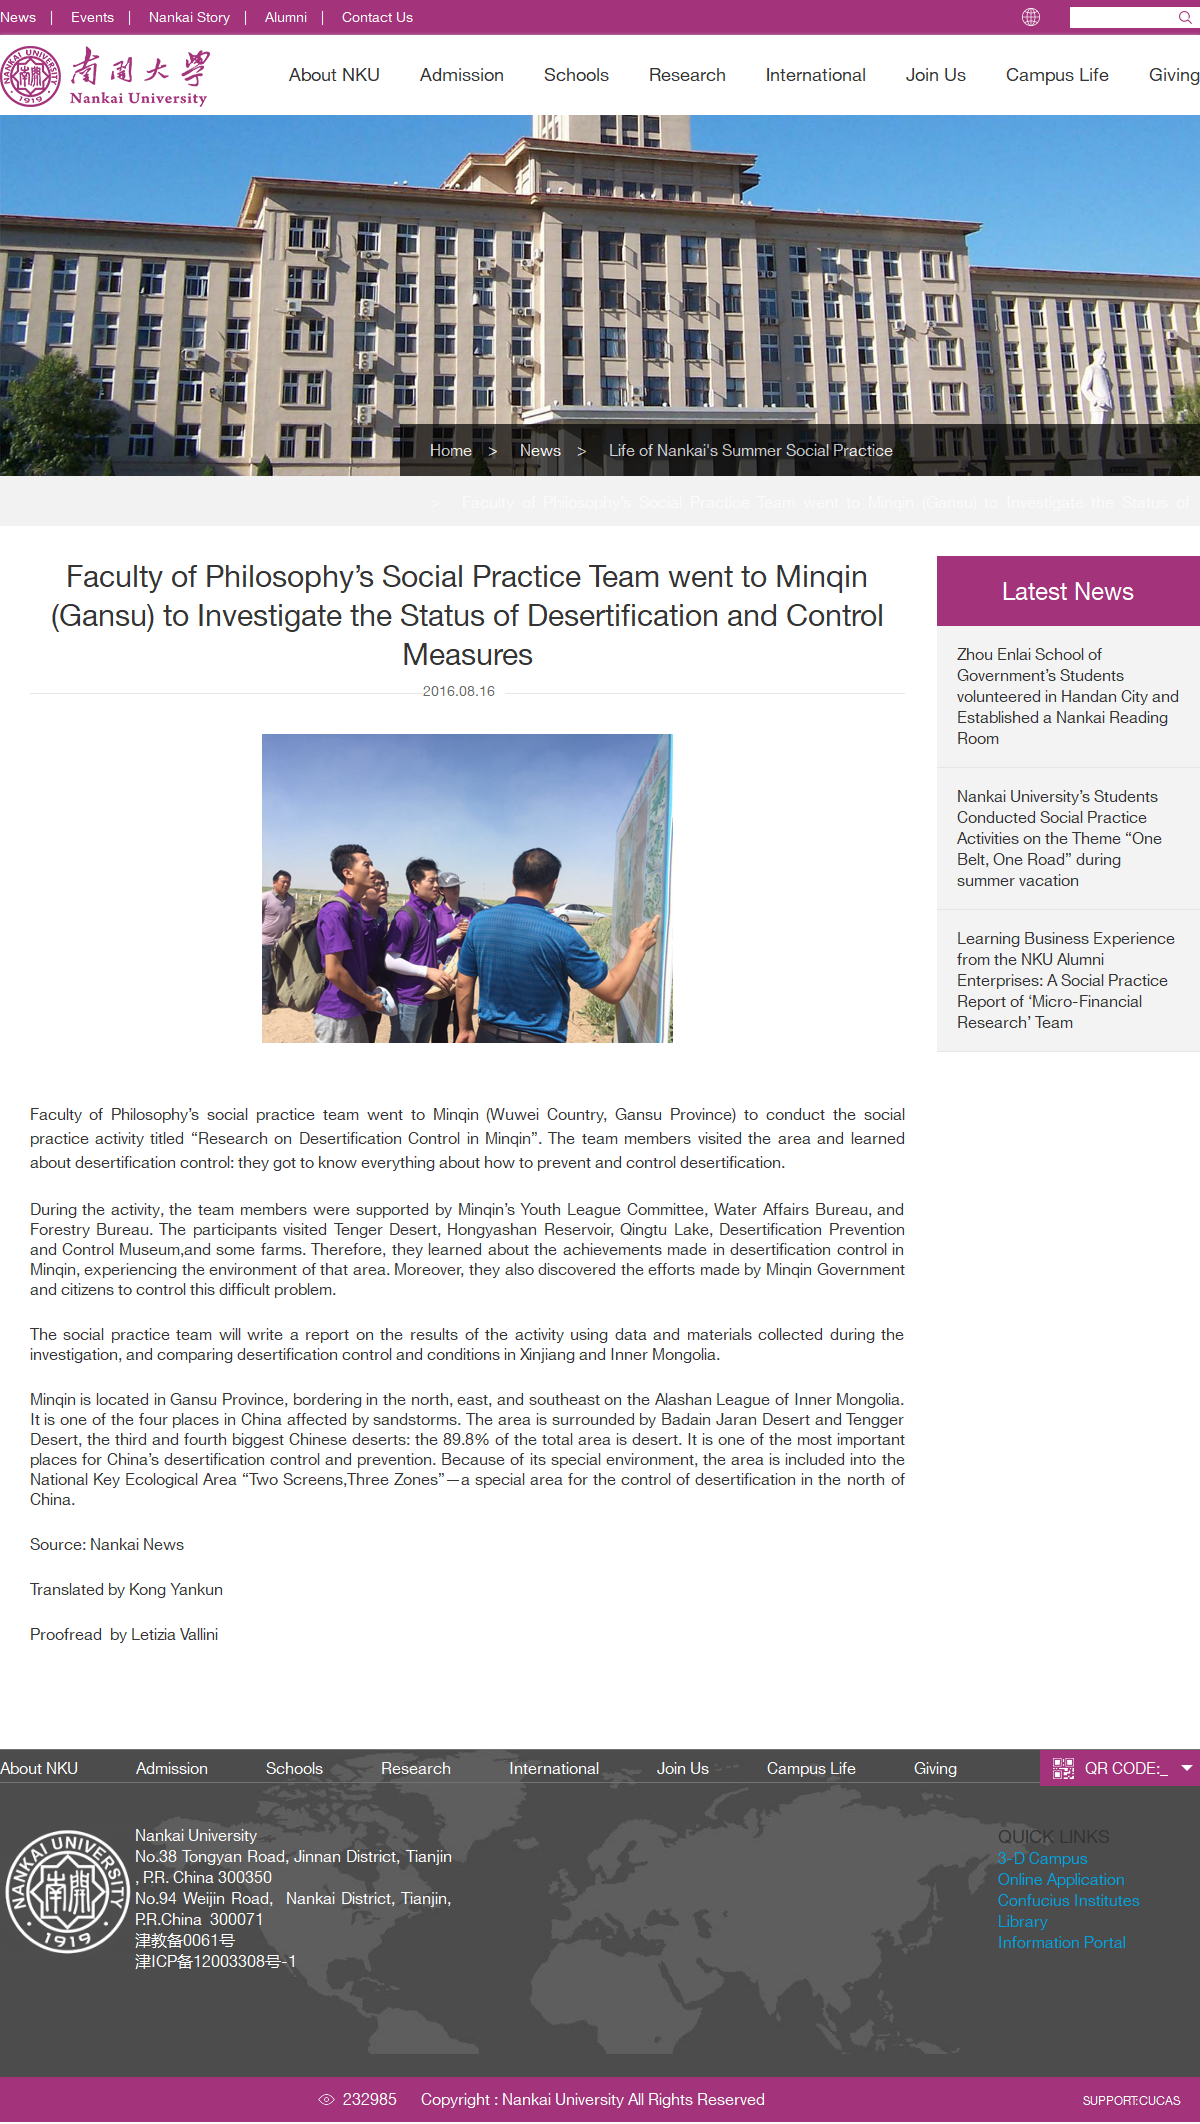 News | Events | Nankai Story | Alumni | Contact Us
NANKAI UNIVERSITY 南開 1919
南開大學
Nankai University
About NKU Admission Schools Research International Join Us Campus Life Giving
Home > News > Life of Nankai's Summer Social Practice
> Faculty of Philosophy’s Social Practice Team went to Minqin (Gansu) to Investigate the Status of
Faculty of Philosophy’s Social Practice Team went to Minqin
(Gansu) to Investigate the Status of Desertification and Control
Measures
2016.08.16
Faculty of Philosophy’s social practice team went to Minqin (Wuwei Country, Gansu Province) to conduct the social
practice activity titled “Research on Desertification Control in Minqin”. The team members visited the area and learned
about desertification control: they got to know everything about how to prevent and control desertification.
During the activity, the team members were supported by Minqin’s Youth League Committee, Water Affairs Bureau, and
Forestry Bureau. The participants visited Tenger Desert, Hongyashan Reservoir, Qingtu Lake, Desertification Prevention
and Control Museum,and some farms. Therefore, they learned about the achievements made in desertification control in
Minqin, experiencing the environment of that area. Moreover, they also discovered the efforts made by Minqin Government
and citizens to control this difficult problem.
The social practice team will write a report on the results of the activity using data and materials collected during the
investigation, and comparing desertification control and conditions in Xinjiang and Inner Mongolia.
Minqin is located in Gansu Province, bordering in the north, east, and southeast on the Alashan League of Inner Mongolia.
It is one of the four places in China affected by sandstorms. The area is surrounded by Badain Jaran Desert and Tengger
Desert, the third and fourth biggest Chinese deserts: the 89.8% of the total area is desert. It is one of the most important
places for China’s desertification control and prevention. Because of its special environment, the area is included into the
National Key Ecological Area “Two Screens,Three Zones”—a special area for the control of desertification in the north of
China.
Source: Nankai News
Translated by Kong Yankun
Proofread by Letizia Vallini
Latest News
Zhou Enlai School of
Government’s Students
volunteered in Handan City and
Established a Nankai Reading
Room
Nankai University’s Students
Conducted Social Practice
Activities on the Theme “One
Belt, One Road” during
summer vacation
Learning Business Experience
from the NKU Alumni
Enterprises: A Social Practice
Report of ‘Micro-Financial
Research’ Team
About NKU Admission Schools Research International Join Us Campus Life Giving
QR CODE:_
NANKAI UNIVERSITY 南開 1919
Nankai University
No.38 Tongyan Road, Jinnan District, Tianjin
, P.R. China 300350
No.94 Weijin Road, Nankai District, Tianjin,
P.R.China 300071
津教备0061号
津ICP备12003308号-1
QUICK LINKS
3-D Campus
Online Application
Confucius Institutes
Library
Information Portal
232985 Copyright : Nankai University All Rights Reserved
SUPPORT:CUCAS